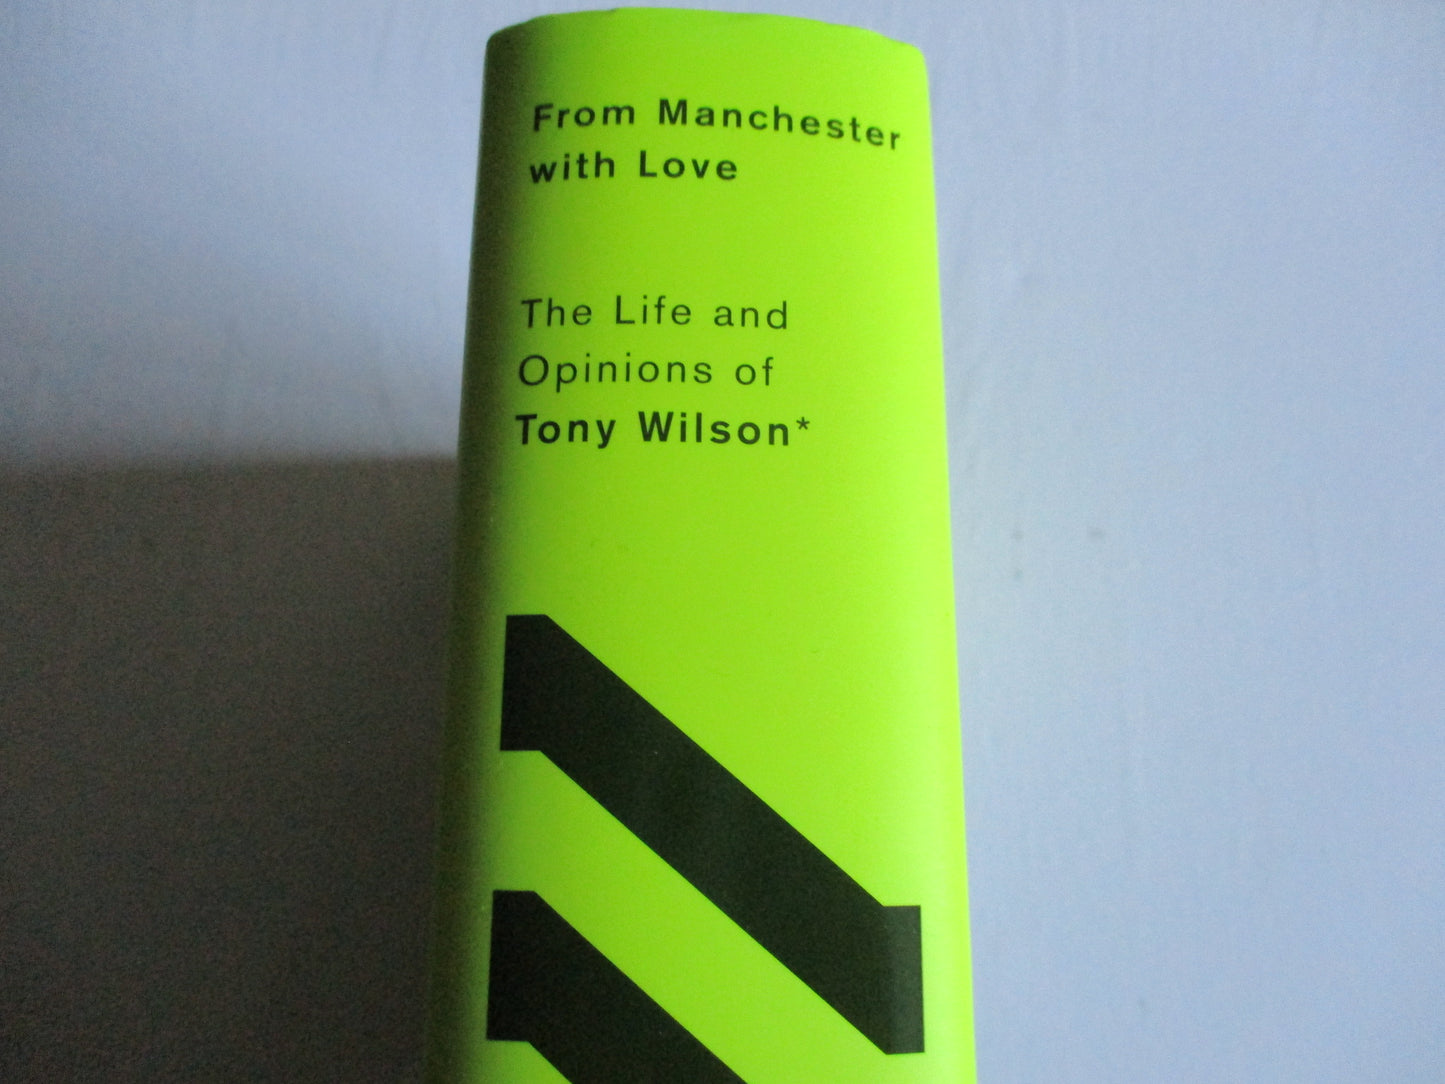 From Manchester
with Love
The Life and
Opinions of
Tony Wilson*